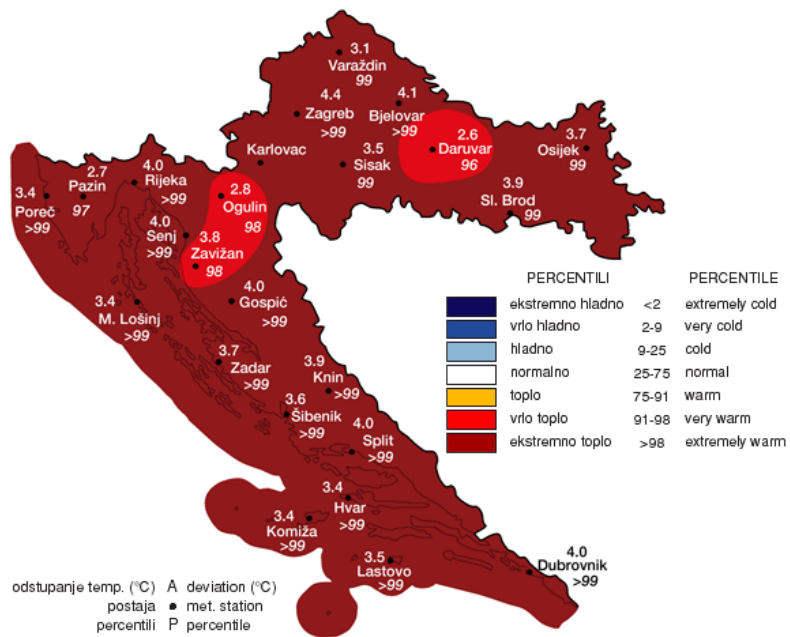 3.1
Varaždin
99
4.4
Zagreb
>99
4.1
Bjelovar
>99
2.6
Daruvar
96
3.7
Osijek
99
Karlovac
3.5
Sisak
99
3.9
Sl. Brod
99
3.4
Poreč
>99
2.7
Pazin
97
4.0
Rijeka
>99
2.8
Ogulin
98
4.0
Senj
>99
3.8
Zavižan
98
4.0
Gospić
>99
3.4
M. Lošinj
>99
3.7
Zadar
>99
3.9
Knin
>99
3.6
Šibenik
>99
4.0
Split
>99
3.4
Hvar
>99
3.4
Komiža
>99
3.5
Lastovo
>99
4.0
Dubrovnik
>99
PERCENTILI PERCENTILE
ekstremno hladno <2 extremely cold
vrlo hladno 2-9 very cold
hladno 9-25 cold
normalno 25-75 normal
toplo 75-91 warm
vrlo toplo 91-98 very warm
ekstremno toplo >98 extremely warm
odstupanje temp. (°C) A deviation (°C)
postaja ● met. station
percentili P percentile